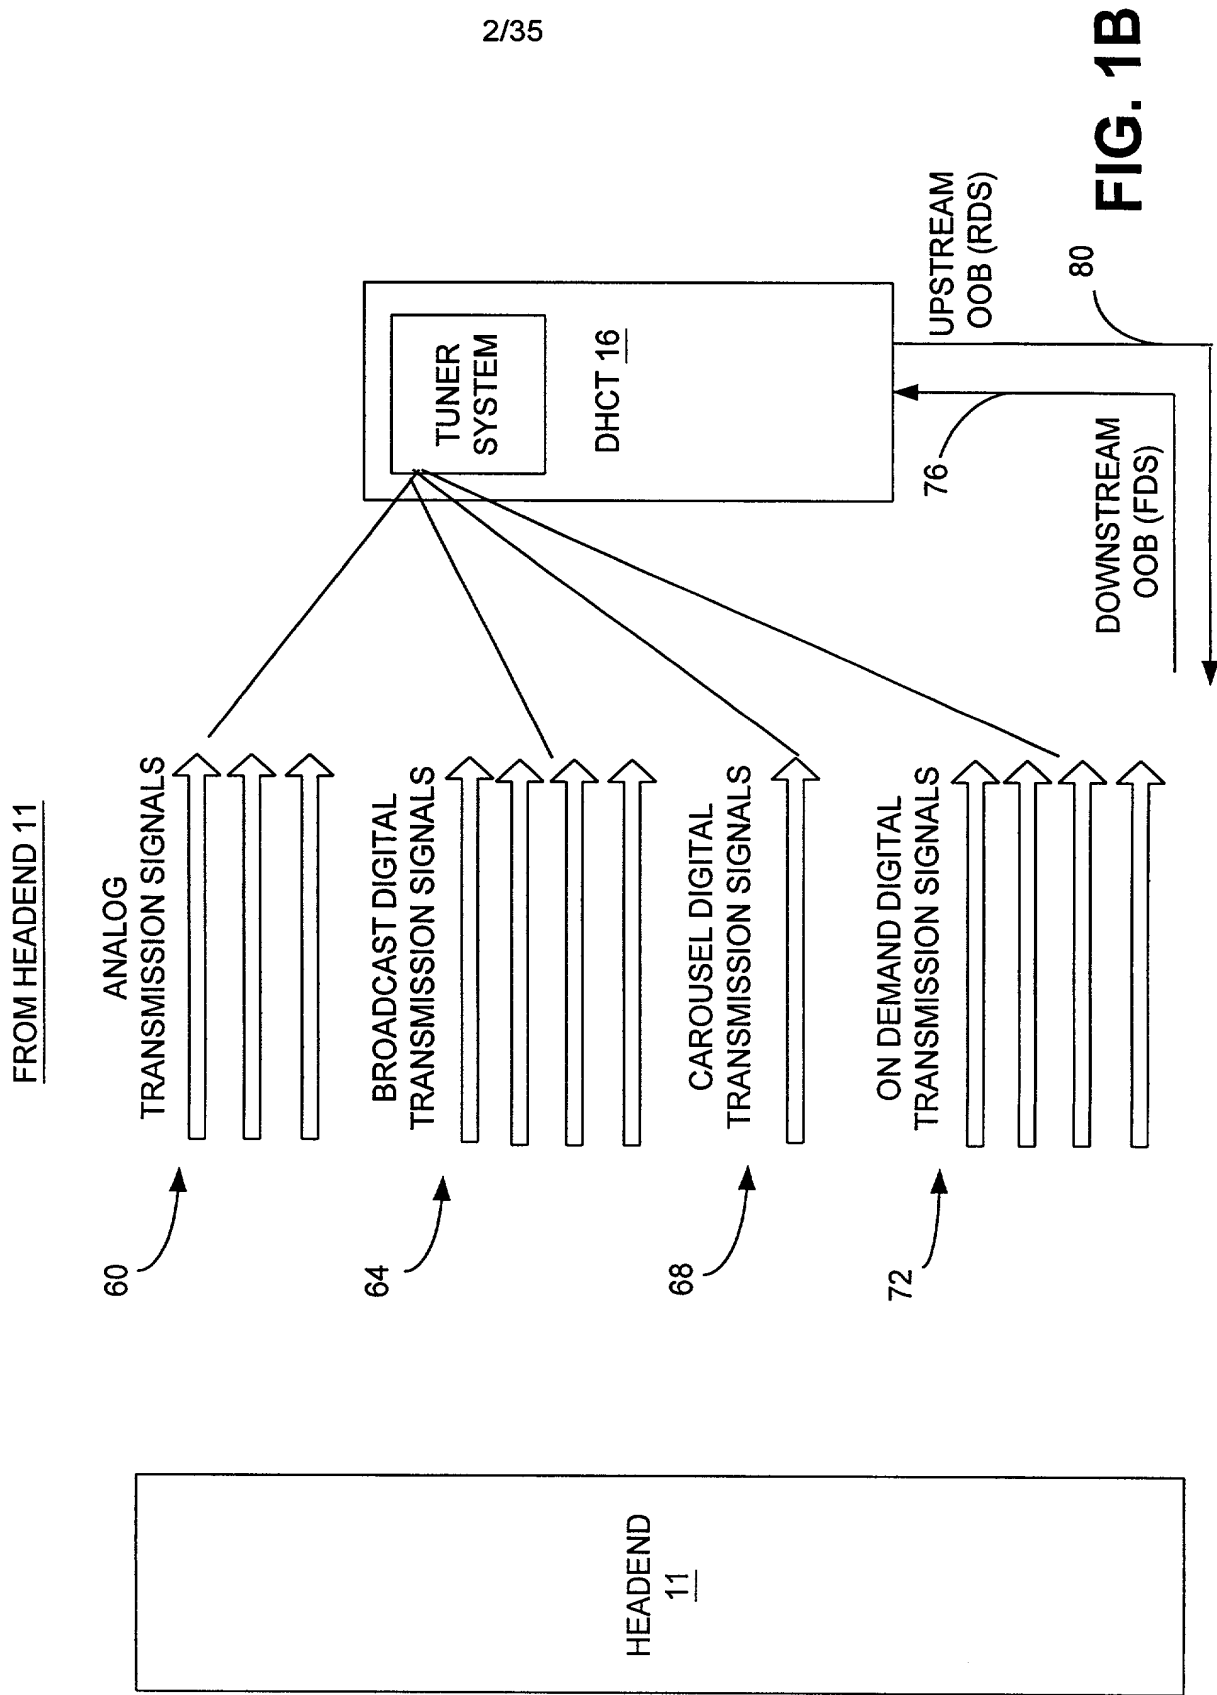 2/35
FROM HEADEND 11
ANALOG
TRANSMISSION SIGNALS
60
BROADCAST DIGITAL
TRANSMISSION SIGNALS
64
CAROUSEL DIGITAL
TRANSMISSION SIGNALS
68
ON DEMAND DIGITAL
TRANSMISSION SIGNALS
72
HEADEND
11
TUNER
SYSTEM
DHCT 16
UPSTREAM
OOB (RDS)
80
76
DOWNSTREAM
OOB (FDS)
FIG. 1B